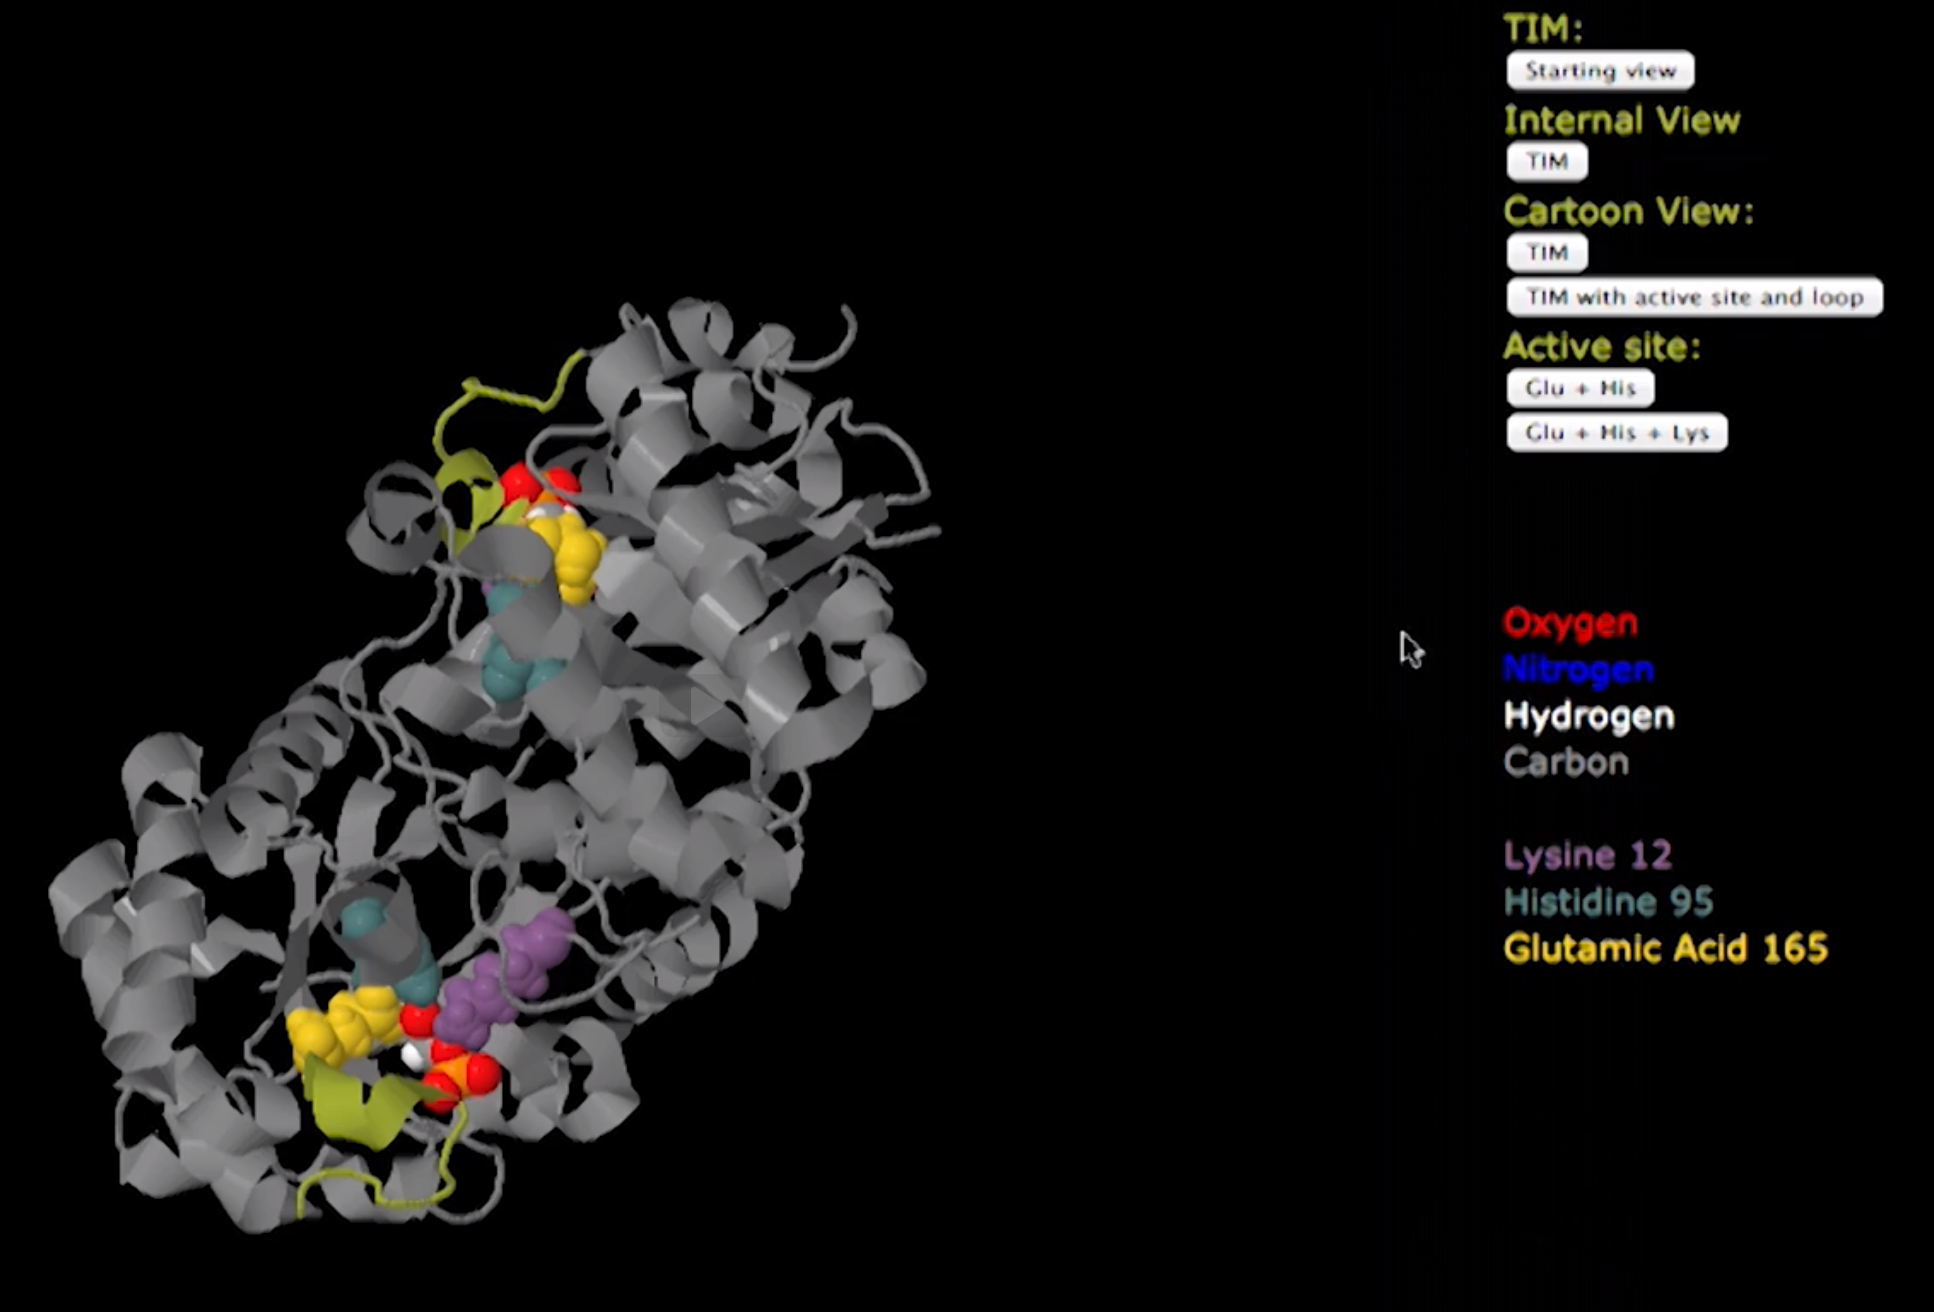 TIM:
Starting view
Internal View
TIM
Cartoon View:
TIM
TIM with active site and loop
Active site:
Glu + His
Glu + His + Lys
Oxygen
Nitrogen
Hydrogen
Carbon
Lysine 12
Histidine 95
Glutamic Acid 165